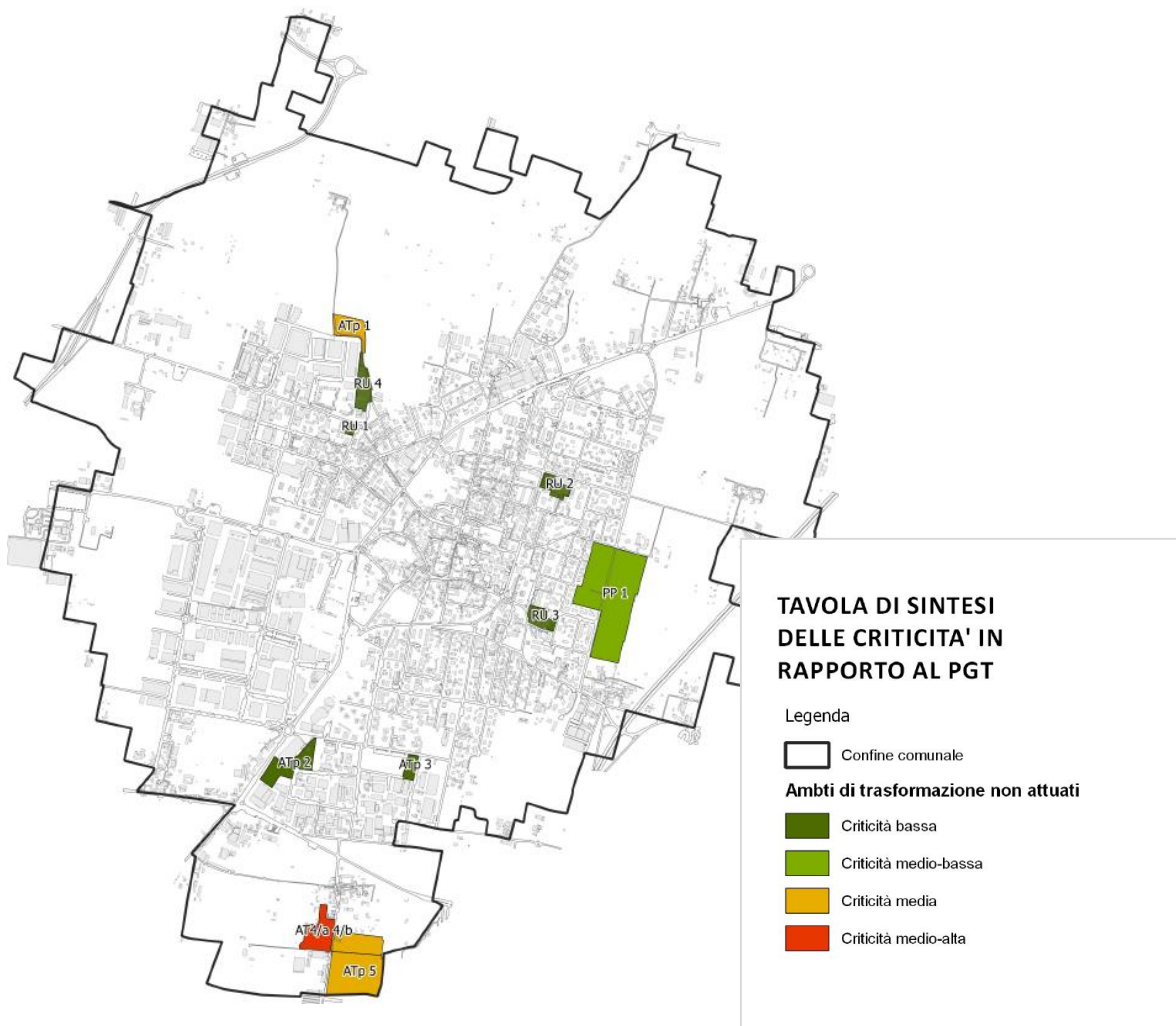 ATp 1
RU 4
RU 1
RU 2
PP 1
RU 3
ATp 2
ATp 3
AT4/a 4/b
ATp 5
TAVOLA DI SINTESI
DELLE CRITICITA' IN
RAPPORTO AL PGT
Legenda
Confine comunale
Ambiti di trasformazione non attuati
Criticità bassa
Criticità medio-bassa
Criticità media
Criticità medio-alta